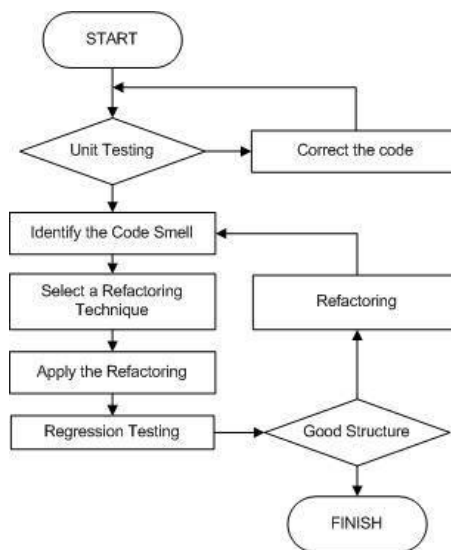 START
Unit Testing
Correct the code
Identify the Code Smell
Select a Refactoring
Technique
Refactoring
Apply the Refactoring
Regression Testing
Good Structure
FINISH